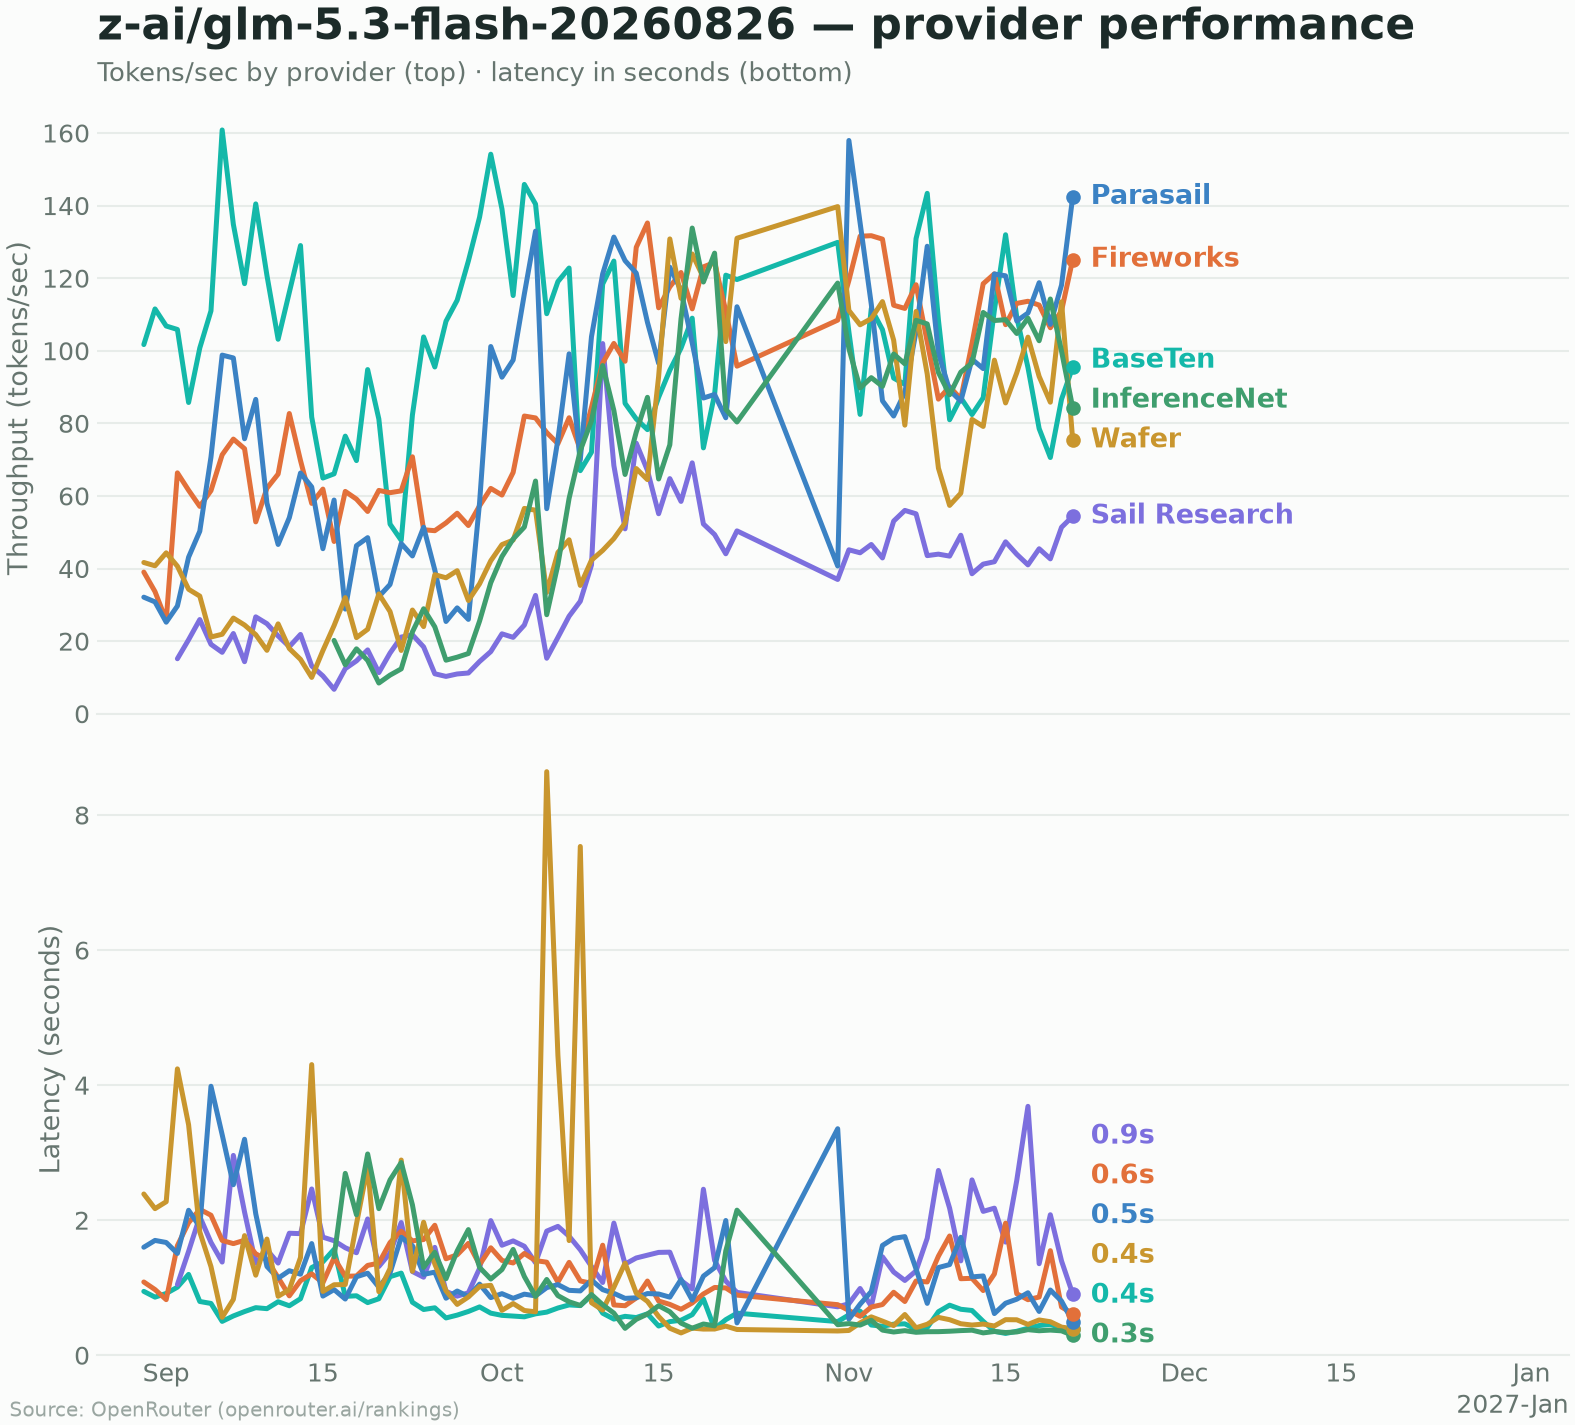 z-ai/glm-5.3-flash-20260826 — provider performance
Tokens/sec by provider (top) · latency in seconds (bottom)
Throughput (tokens/sec)
160
140
120
100
80
60
40
20
0
Parasail
Fireworks
BaseTen
InferenceNet
Wafer
Sail Research
Latency (seconds)
8
6
4
2
0
0.9s
0.6s
0.5s
0.4s
0.4s
0.3s
Sep 15 Oct 15 Nov 15 Dec 15 Jan
2027-Jan
Source: OpenRouter (openrouter.ai/rankings)